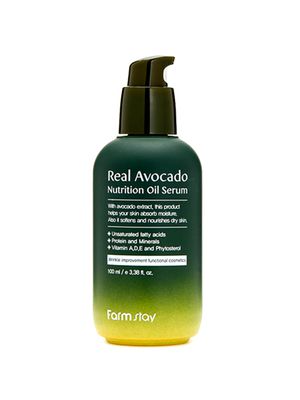 Real Avocado
Nutrition Oil Serum
With avocado extract, this product
helps your skin absorb moisture.
Also it softens and nourishes dry skin.
+ Unsaturated fatty acids
+ Protein and Minerals
+ Vitamin A,D,E and Phytosterol
Wrinkle improvement functional cosmetics
100 ml / e 3,38 fl. oz.
Farmstay